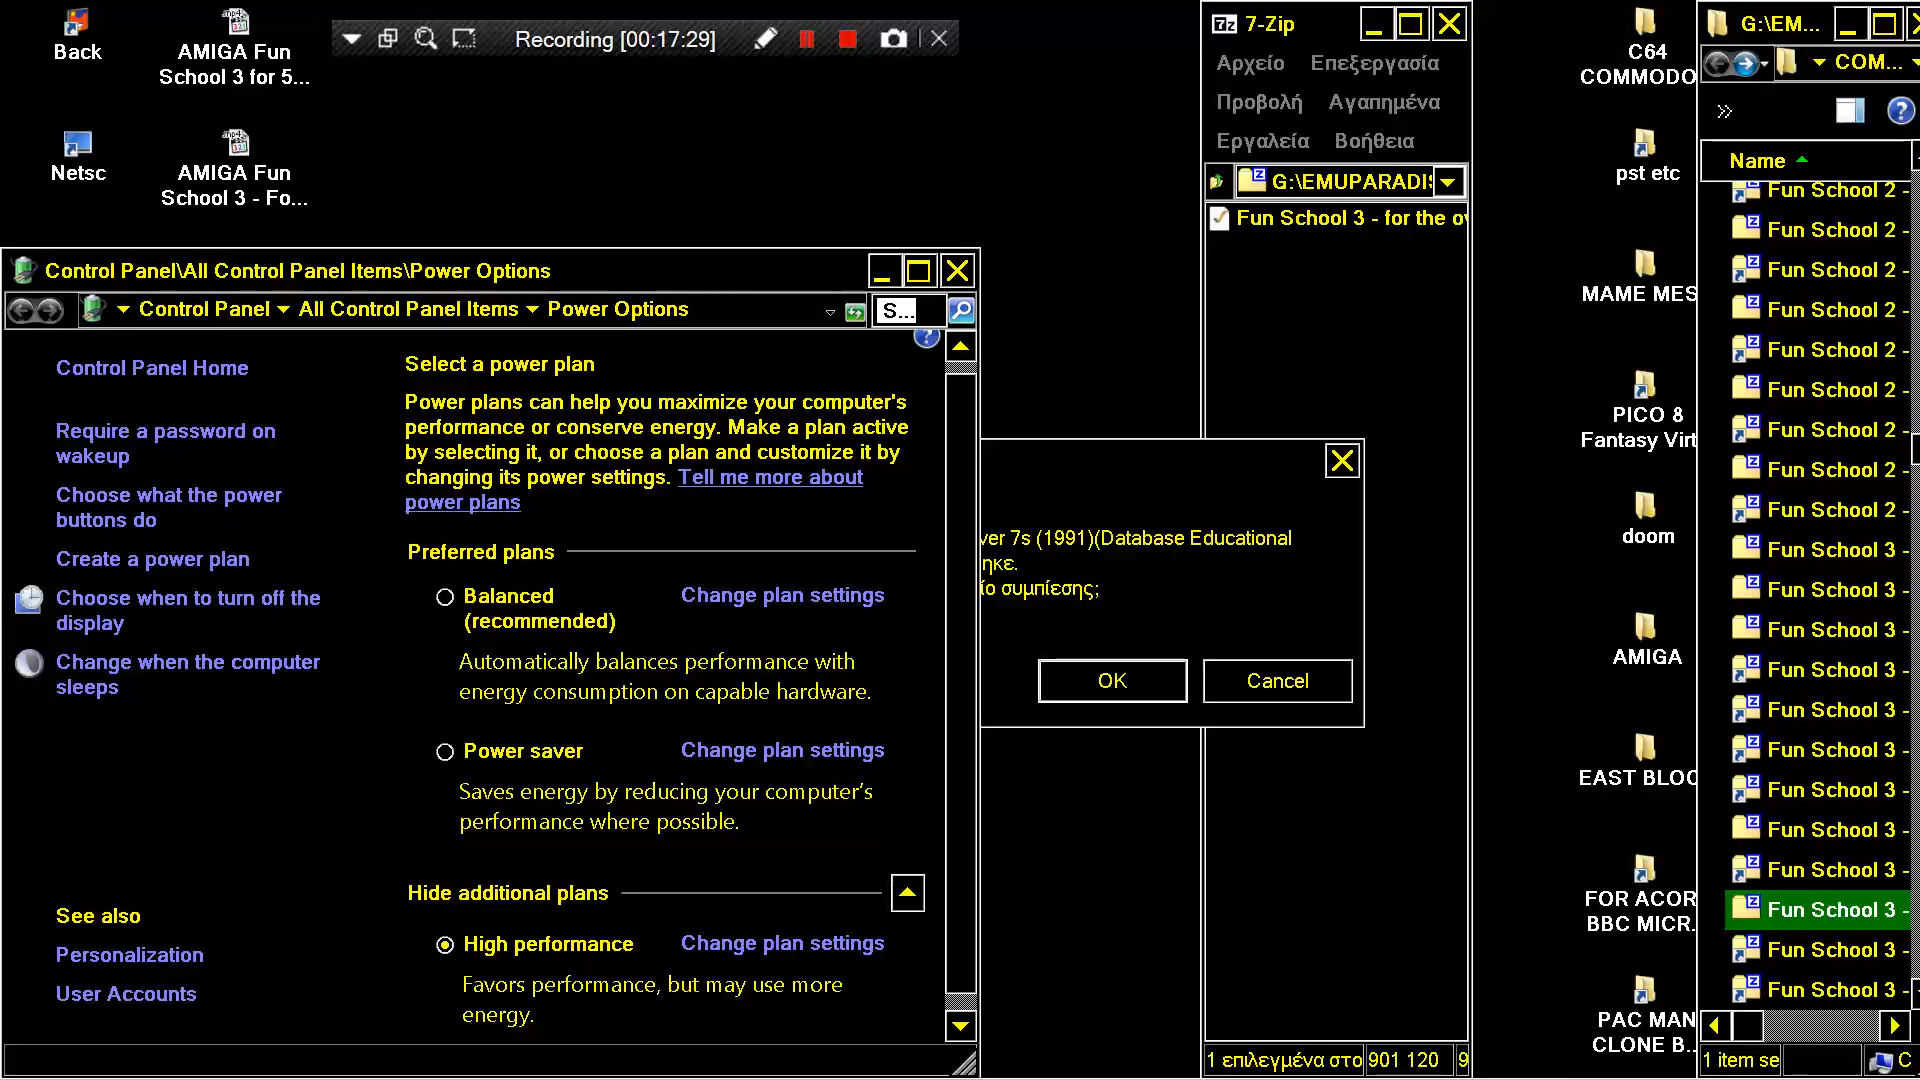 Back
AMIGA Fun
School 3 for 5...
Netsc
AMIGA Fun
School 3 - Fo...
Recording [00:17:29]
Control Panel\All Control Panel Items\Power Options
Control Panel
All Control Panel Items
Power Options
S...
Control Panel Home
Require a password on
wakeup
Choose what the power
buttons do
Create a power plan
Choose when to turn off the
display
Change when the computer
sleeps
See also
Personalization
User Accounts
Select a power plan
Power plans can help you maximize your computer's
performance or conserve energy. Make a plan active
by selecting it, or choose a plan and customize it by
changing its power settings. Tell me more about
power plans
Preferred plans
Balanced
(recommended)
Change plan settings
Automatically balances performance with
energy consumption on capable hardware.
Power saver
Change plan settings
Saves energy by reducing your computer's
performance where possible.
Hide additional plans
High performance
Change plan settings
Favors performance, but may use more
energy.
ver 7s (1991)(Database Educational
ηκε.
ίο συμπίεσης;
OK
Cancel
7-Zip
Αρχείο Επεξεργασία
Προβολή Αγαπημένα
Εργαλεία Βοήθεια
G:\EMUPARADIS
Fun School 3 - for the ov
1 επιλεγμένα στο
901 120
9
C64
COMMODO
pst etc
MAME MES
PICO 8
Fantasy Virt
doom
AMIGA
EAST BLOC
FOR ACOR
BBC MICR.
PAC MAN
CLONE B..
G:\EM...
COM...
Name
Fun School 2 -
Fun School 2 -
Fun School 2 -
Fun School 2 -
Fun School 2 -
Fun School 2 -
Fun School 2 -
Fun School 2 -
Fun School 2 -
Fun School 3 -
Fun School 3 -
Fun School 3 -
Fun School 3 -
Fun School 3 -
Fun School 3 -
Fun School 3 -
Fun School 3 -
Fun School 3 -
Fun School 3 -
Fun School 3 -
Fun School 3 -
1 item se
C